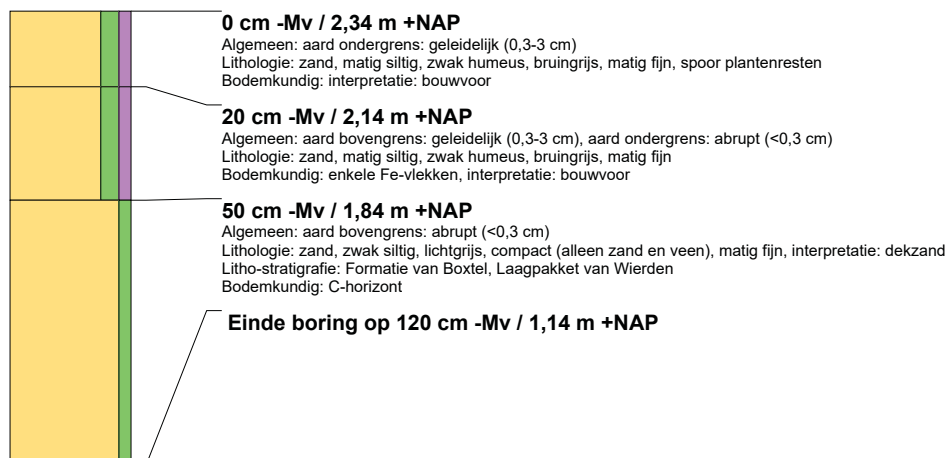 0 cm -Mv / 2,34 m +NAP
Algemeen: aard ondergrens: geleidelijk (0,3-3 cm)
Lithologie: zand, matig siltig, zwak humeus, bruingrijs, matig fijn, spoor plantenresten
Bodemkundig: interpretatie: bouwvoor
20 cm -Mv / 2,14 m +NAP
Algemeen: aard bovengrens: geleidelijk (0,3-3 cm), aard ondergrens: abrupt (<0,3 cm)
Lithologie: zand, matig siltig, zwak humeus, bruingrijs, matig fijn
Bodemkundig: enkele Fe-vlekken, interpretatie: bouwvoor
50 cm -Mv / 1,84 m +NAP
Algemeen: aard bovengrens: abrupt (<0,3 cm)
Lithologie: zand, zwak siltig, lichtgrijs, compact (alleen zand en veen), matig fijn, interpretatie: dekzand
Litho-stratigrafie: Formatie van Boxtel, Laagpakket van Wierden
Bodemkundig: C-horizont
Einde boring op 120 cm -Mv / 1,14 m +NAP